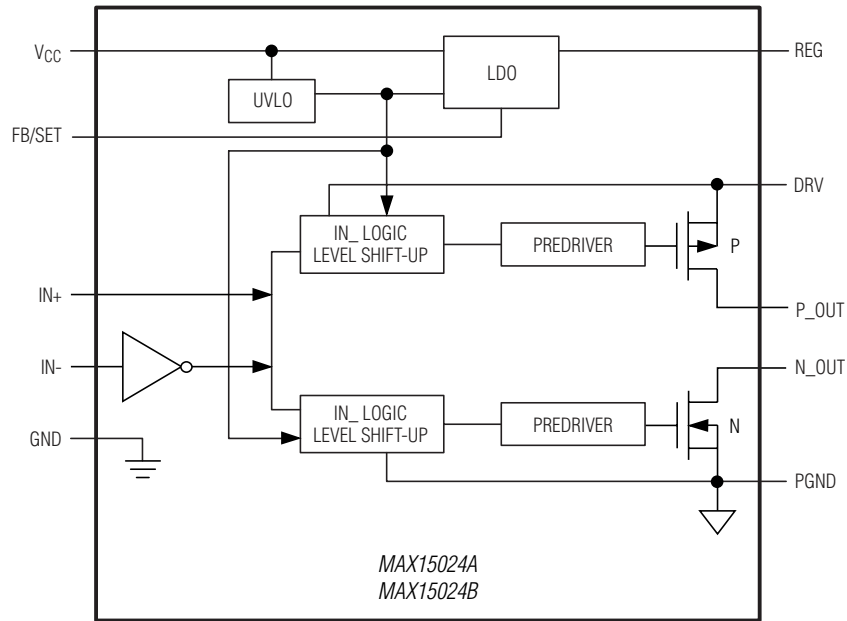 VCC
REG
LDO
UVLO
FB/SET
DRV
IN_ LOGIC
LEVEL SHIFT-UP
PREDRIVER
P
IN+
P_OUT
IN-
N_OUT
IN_ LOGIC
LEVEL SHIFT-UP
PREDRIVER
N
GND
PGND
MAX15024A
MAX15024B